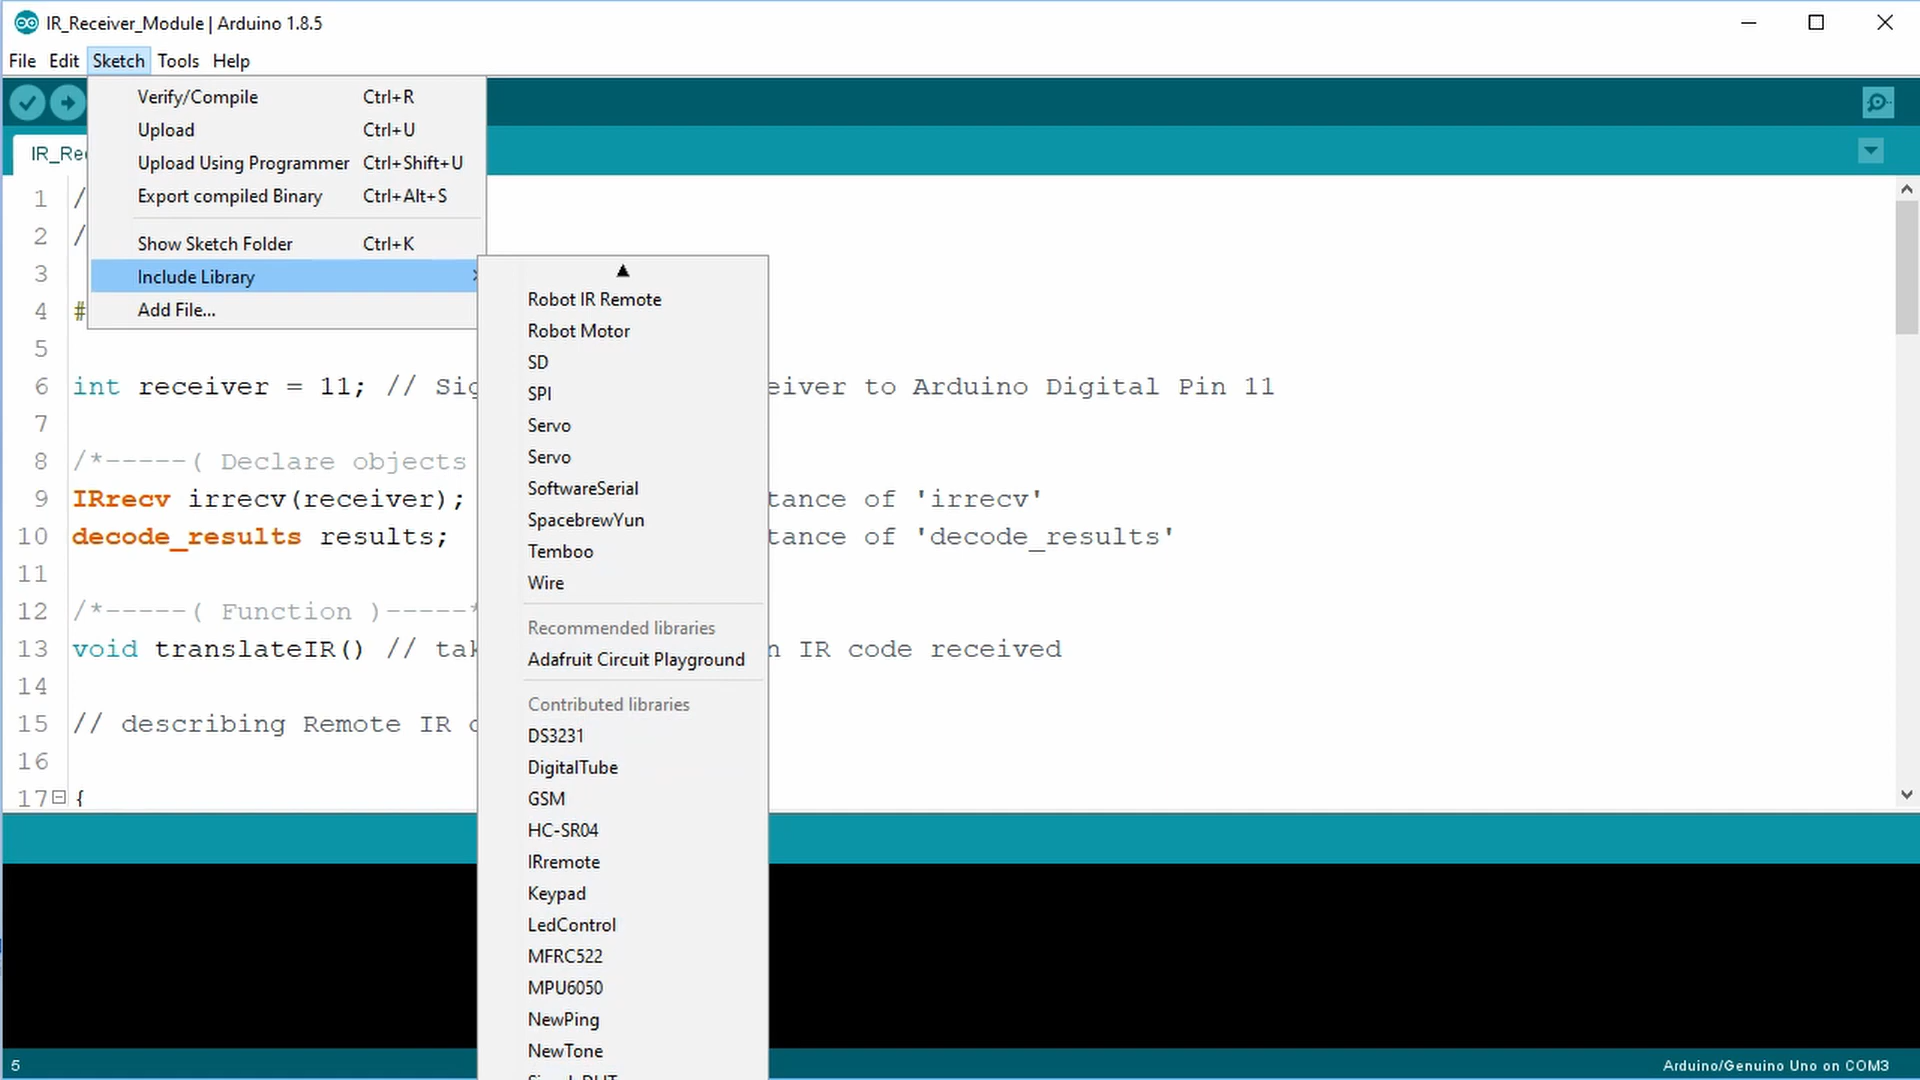 IR_Receiver_Module | Arduino 1.8.5
File Edit Sketch Tools Help
Verify/Compile Ctrl+R
Upload Ctrl+U
Upload Using Programmer Ctrl+Shift+U
Export compiled Binary Ctrl+Alt+S
Show Sketch Folder Ctrl+K
Include Library
Add File...
IR_Rec
Robot IR Remote
Robot Motor
SD
SPI
Servo
Servo
SoftwareSerial
SpacebrewYun
Temboo
Wire
Recommended libraries
Adafruit Circuit Playground
Contributed libraries
DS3231
DigitalTube
GSM
HC-SR04
IRremote
Keypad
LedControl
MFRC522
MPU6050
NewPing
NewTone
1 /
2 /
3
4 #
5
6 int receiver = 11; // Sig eiver to Arduino Digital Pin 11
7
8 /*-----( Declare objects
9 IRrecv irrecv(receiver); tance of 'irrecv'
10 decode_results results; tance of 'decode_results'
11
12 /*-----( Function )-----*
13 void translateIR() // tak n IR code received
14
15 // describing Remote IR c
16
17 {
5
Arduino/Genuino Uno on COM3